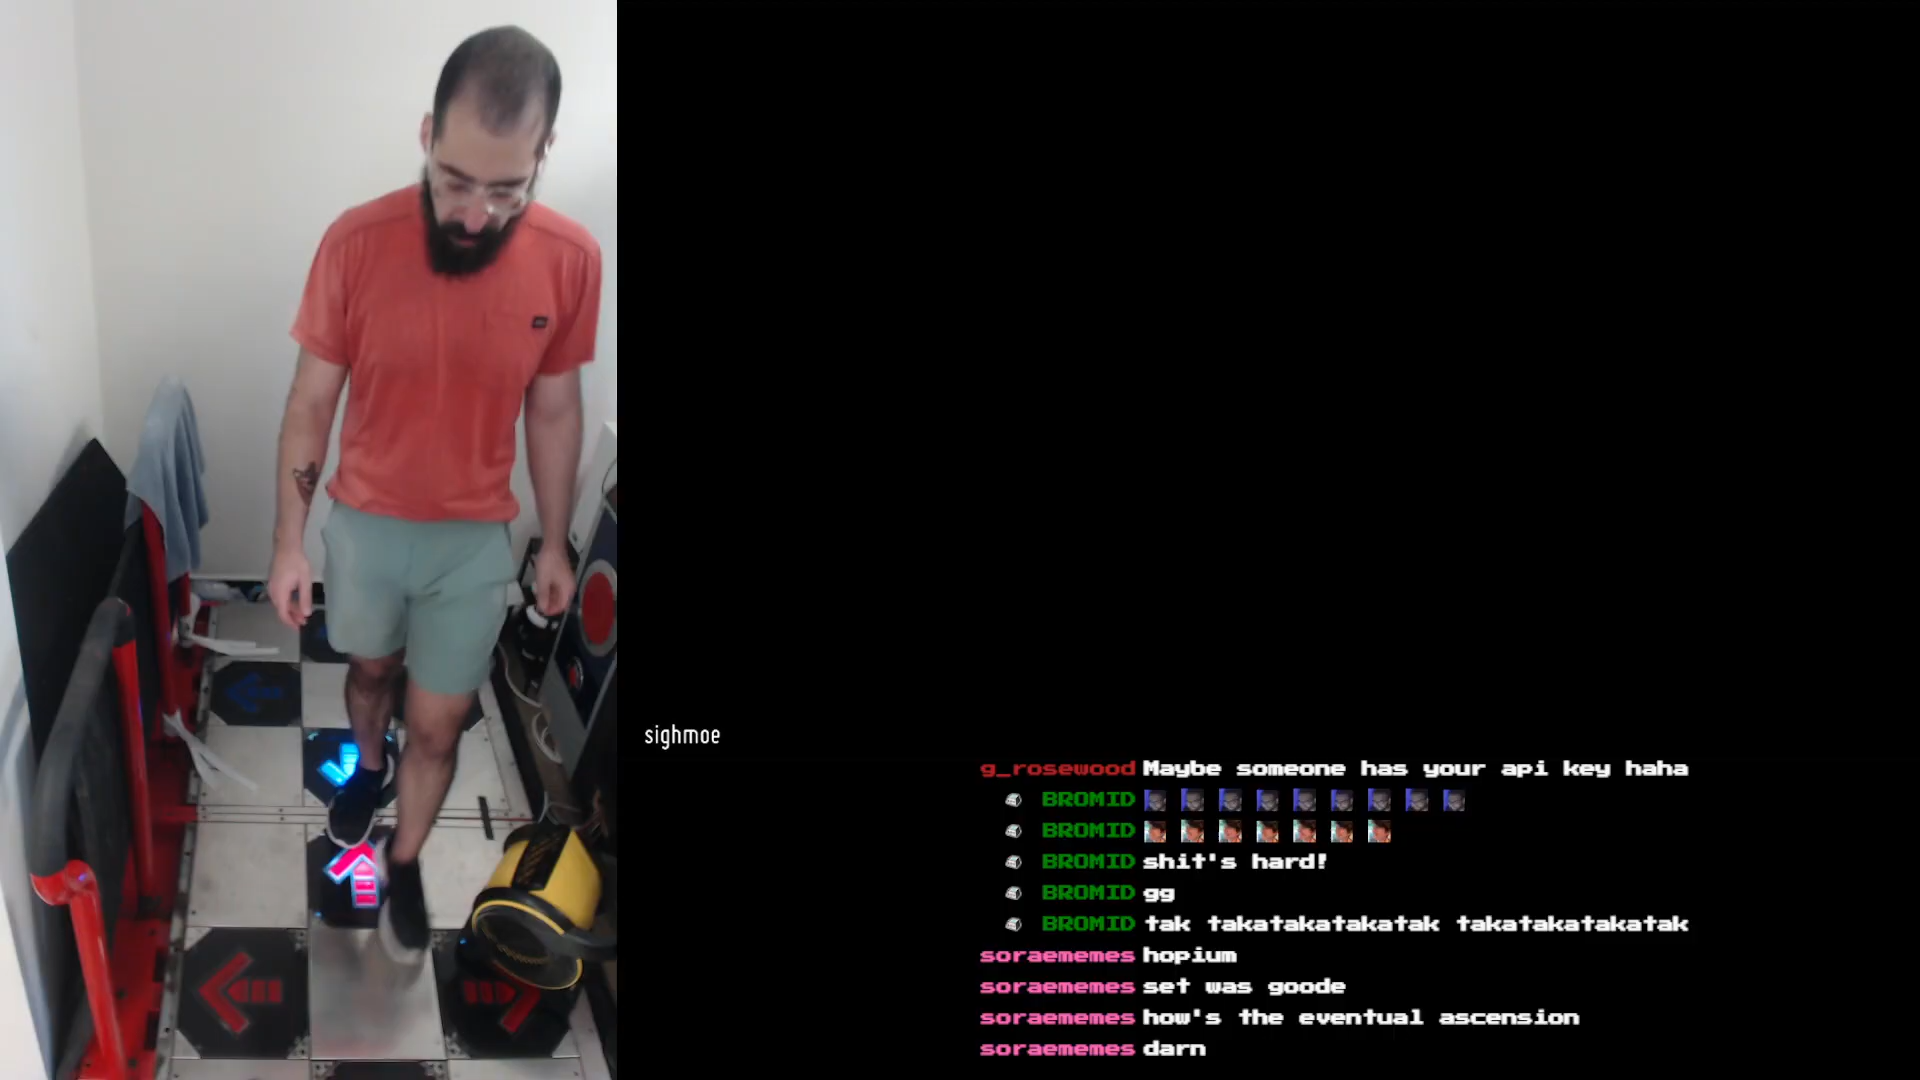 sighmoe
g_rosewood Maybe someone has your api key haha
BROMID
BROMID
BROMID shit's hard!
BROMID gg
BROMID tak takatakatakatak takatakatakatak
soraememes hopium
soraememes set was goode
soraememes how's the eventual ascension
soraememes darn